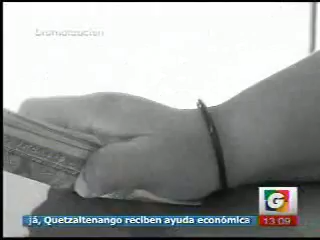 Dramatización
já, Quetzaltenango reciben ayuda económica
G
13:09